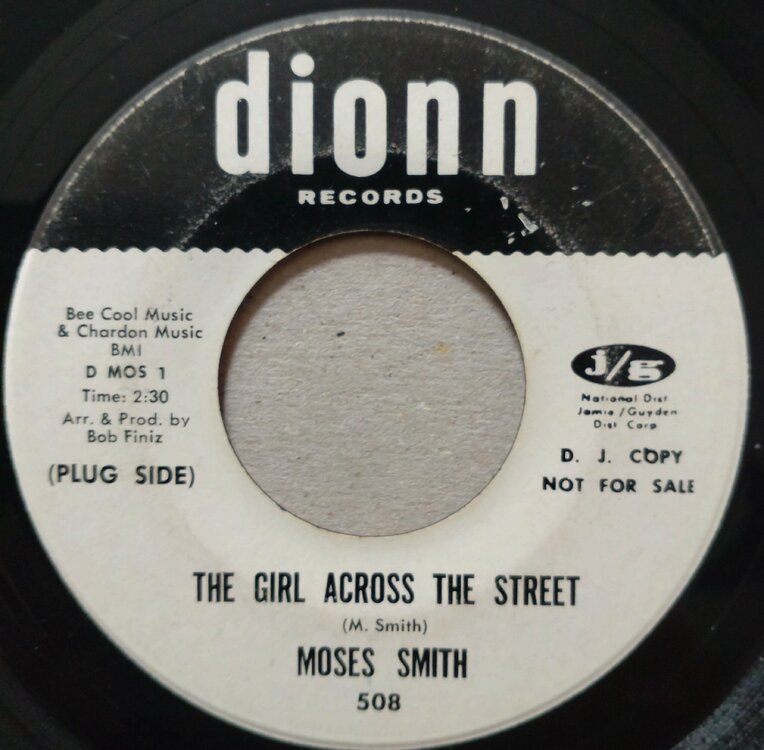 dionn
RECORDS
Bee Cool Music
& Chardon Music
BMI
D MOS 1
Time: 2:30
Arr. & Prod. by
Bob Finiz
(PLUG SIDE)
j/g
National Dist
Jamie/Guyden
Dist Corp
D. J. COPY
NOT FOR SALE
THE GIRL ACROSS THE STREET
(M. Smith)
MOSES SMITH
508